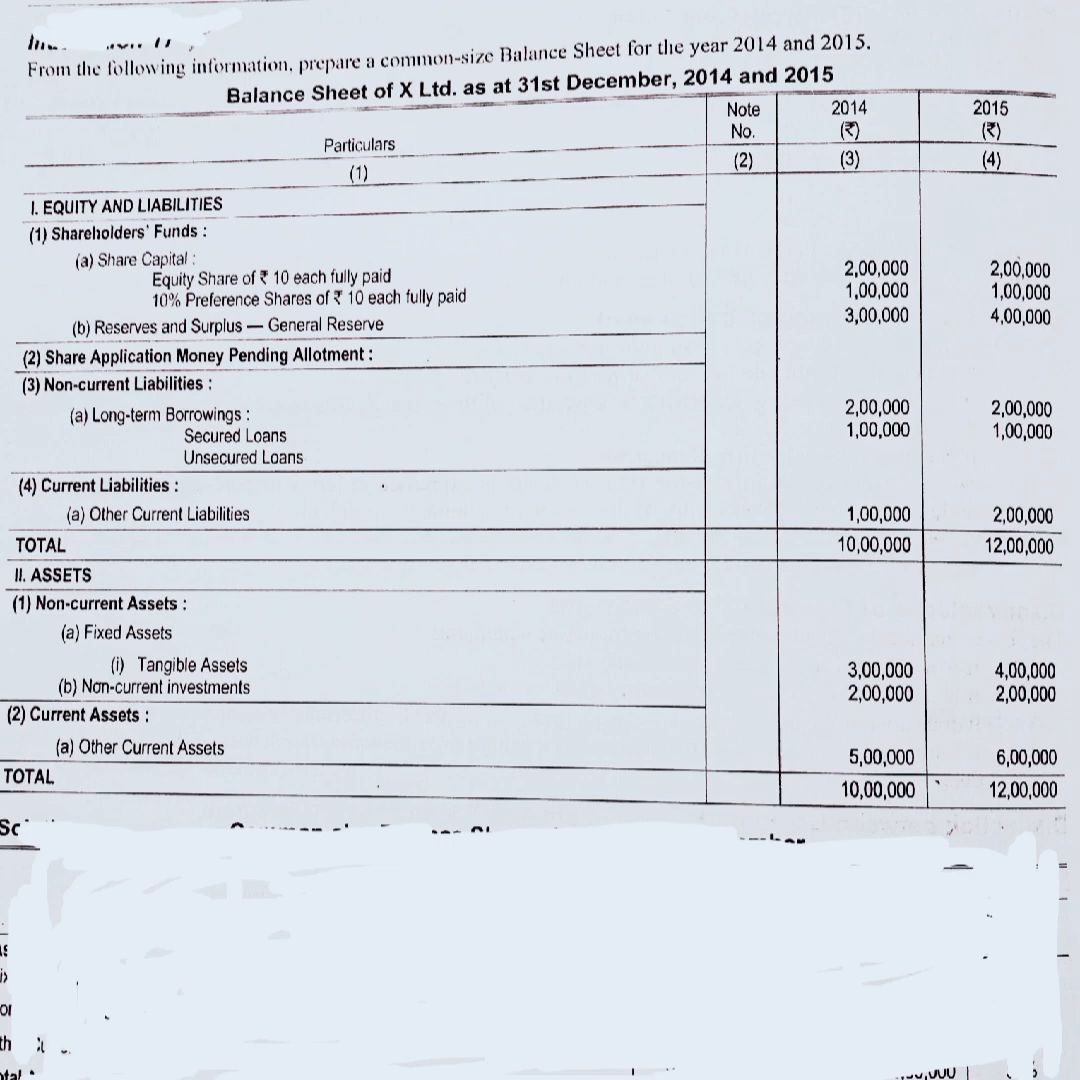 From the following information, prepare a common-size Balance Sheet for the year 2014 and 2015.
Balance Sheet of X Ltd. as at 31st December, 2014 and 2015
Particulars Note No. 2014 (₹) 2015 (₹)
(1) (2) (3) (4)
I. EQUITY AND LIABILITIES
(1) Shareholders' Funds :
(a) Share Capital :
Equity Share of ₹ 10 each fully paid 2,00,000 2,00,000
10% Preference Shares of ₹ 10 each fully paid 1,00,000 1,00,000
(b) Reserves and Surplus — General Reserve 3,00,000 4,00,000
(2) Share Application Money Pending Allotment :
(3) Non-current Liabilities :
(a) Long-term Borrowings : 2,00,000 2,00,000
Secured Loans 1,00,000 1,00,000
Unsecured Loans
(4) Current Liabilities :
(a) Other Current Liabilities 1,00,000 2,00,000
TOTAL 10,00,000 12,00,000
II. ASSETS
(1) Non-current Assets :
(a) Fixed Assets
(i) Tangible Assets 3,00,000 4,00,000
(b) Non-current investments 2,00,000 2,00,000
(2) Current Assets :
(a) Other Current Assets 5,00,000 6,00,000
TOTAL 10,00,000 12,00,000